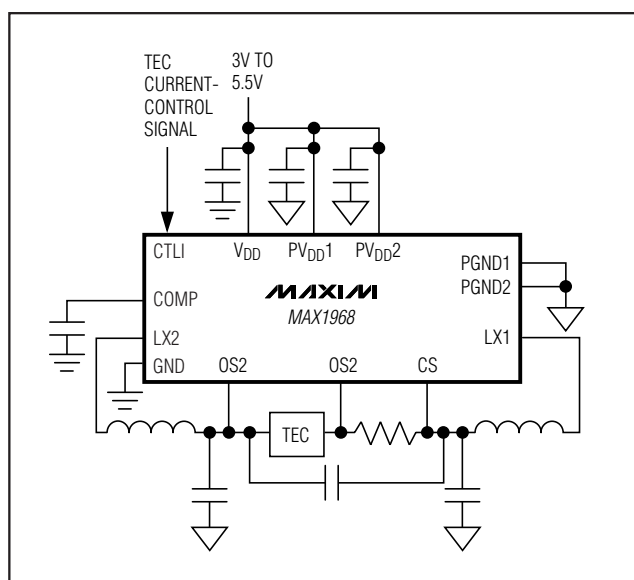 TEC
CURRENT-
CONTROL
SIGNAL
3V TO
5.5V
CTLI
VDD
PVDD1
PVDD2
PGND1
PGND2
COMP
MAXIM
MAX1968
LX2
LX1
GND
OS2
OS2
CS
TEC